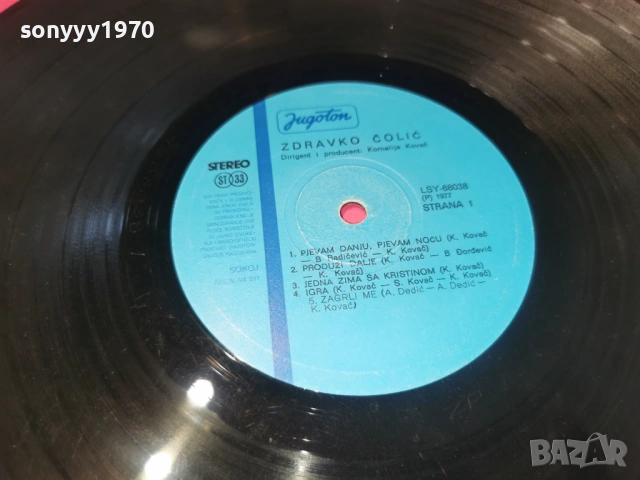 sonyyy1970
Jugoton
ZDRAVKO ČOLIĆ
Dirigent i producent: Kornelije Kovač
STEREO
ST 33
LSY-68038
(P) 1977
STRANA 1
1. PJEVAM DANJU, PJEVAM NOĆU (K. Kovač
— B. Radičević — K. Kovač)
2. PRODUŽI DALJE (K. Kovač — B. Đorđević
— K. Kovač)
3. JEDNA ZIMA SA KRISTINOM (K. Kovač)
4. IGRA (K. Kovač — S. Kovač — K. Kovač)
5. ZAGRLI ME (A. Dedić — A. Dedić —
K. Kovač)
FOKOS
BAZAR